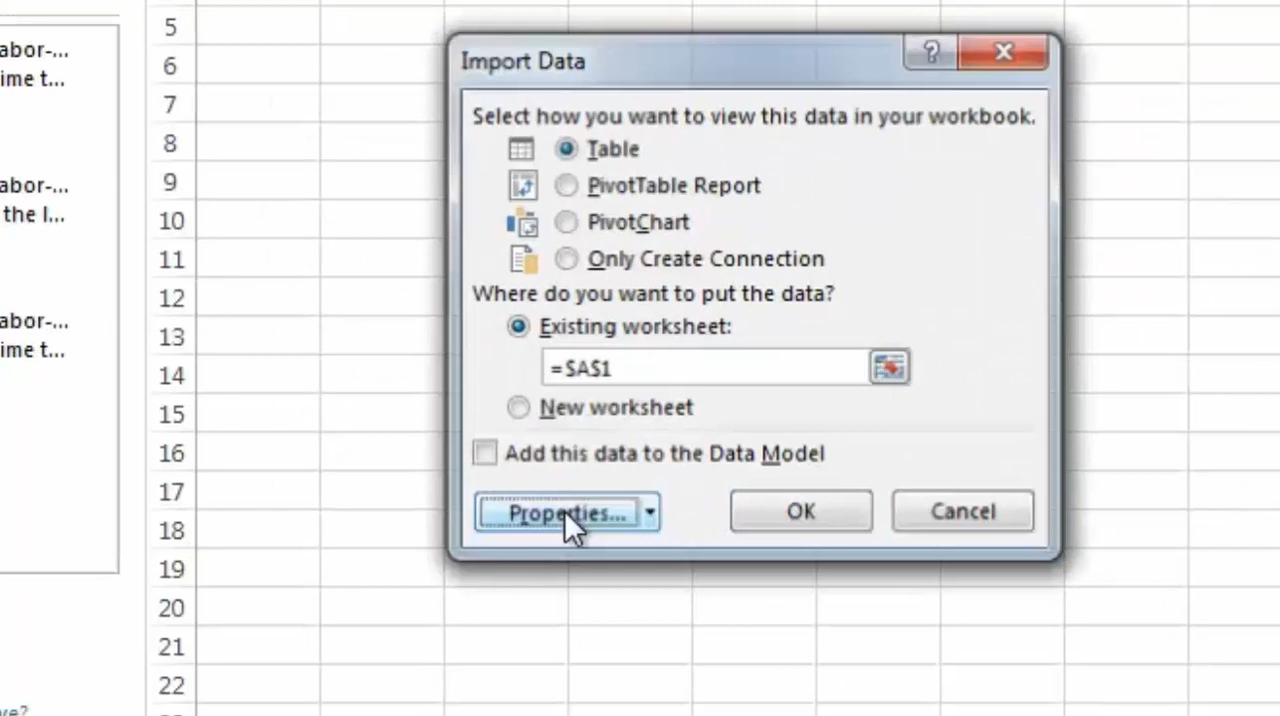 5
6
7
8
9
10
11
12
13
14
15
16
17
18
19
20
21
22
abor-...
ime t...
abor-...
the l...
abor-...
ime t...
Import Data
?
Select how you want to view this data in your workbook.
Table
PivotTable Report
PivotChart
Only Create Connection
Where do you want to put the data?
Existing worksheet:
=$A$1
New worksheet
Add this data to the Data Model
Properties...
OK
Cancel